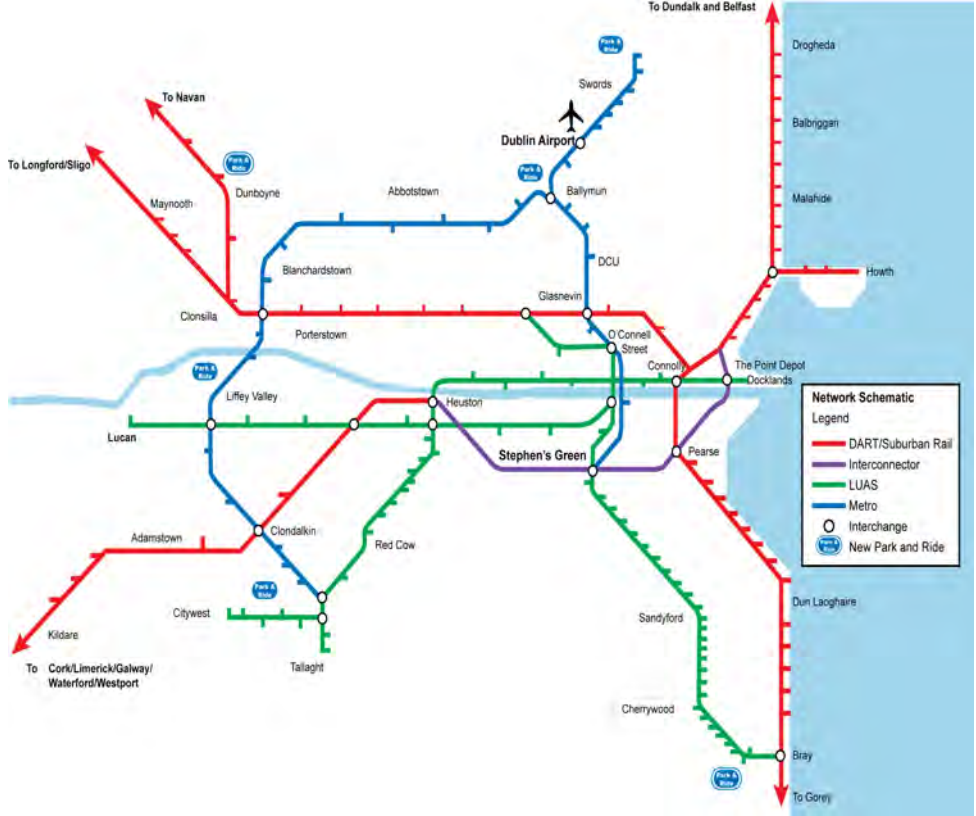 To Dundalk and Belfast
Drogheda
Park &
Ride
Swords
To Navan
Dublin Airport
Balbriggan
To Longford/Sligo
Park &
Ride
Park &
Ride
Dunboyne
Abbotstown
Ballymun
Maynooth
Malahide
Blanchardstown
DCU
Howth
Clonsilla
Glasnevin
Porterstown
O'Connell
Street
Park &
Ride
Connolly
The Point Depot
Docklands
Liffey Valley
Heuston
Network Schematic
Legend
DART/Suburban Rail
Interconnector
LUAS
Metro
Interchange
Park &
Ride
New Park and Ride
Lucan
Stephen's Green
Pearse
Clondalkin
Adamstown
Red Cow
Park &
Ride
Citywest
Dun Laoghaire
Sandyford
Kildare
Tallaght
To Cork/Limerick/Galway/
Waterford/Westport
Cherrywood
Bray
Park &
Ride
To Gorey